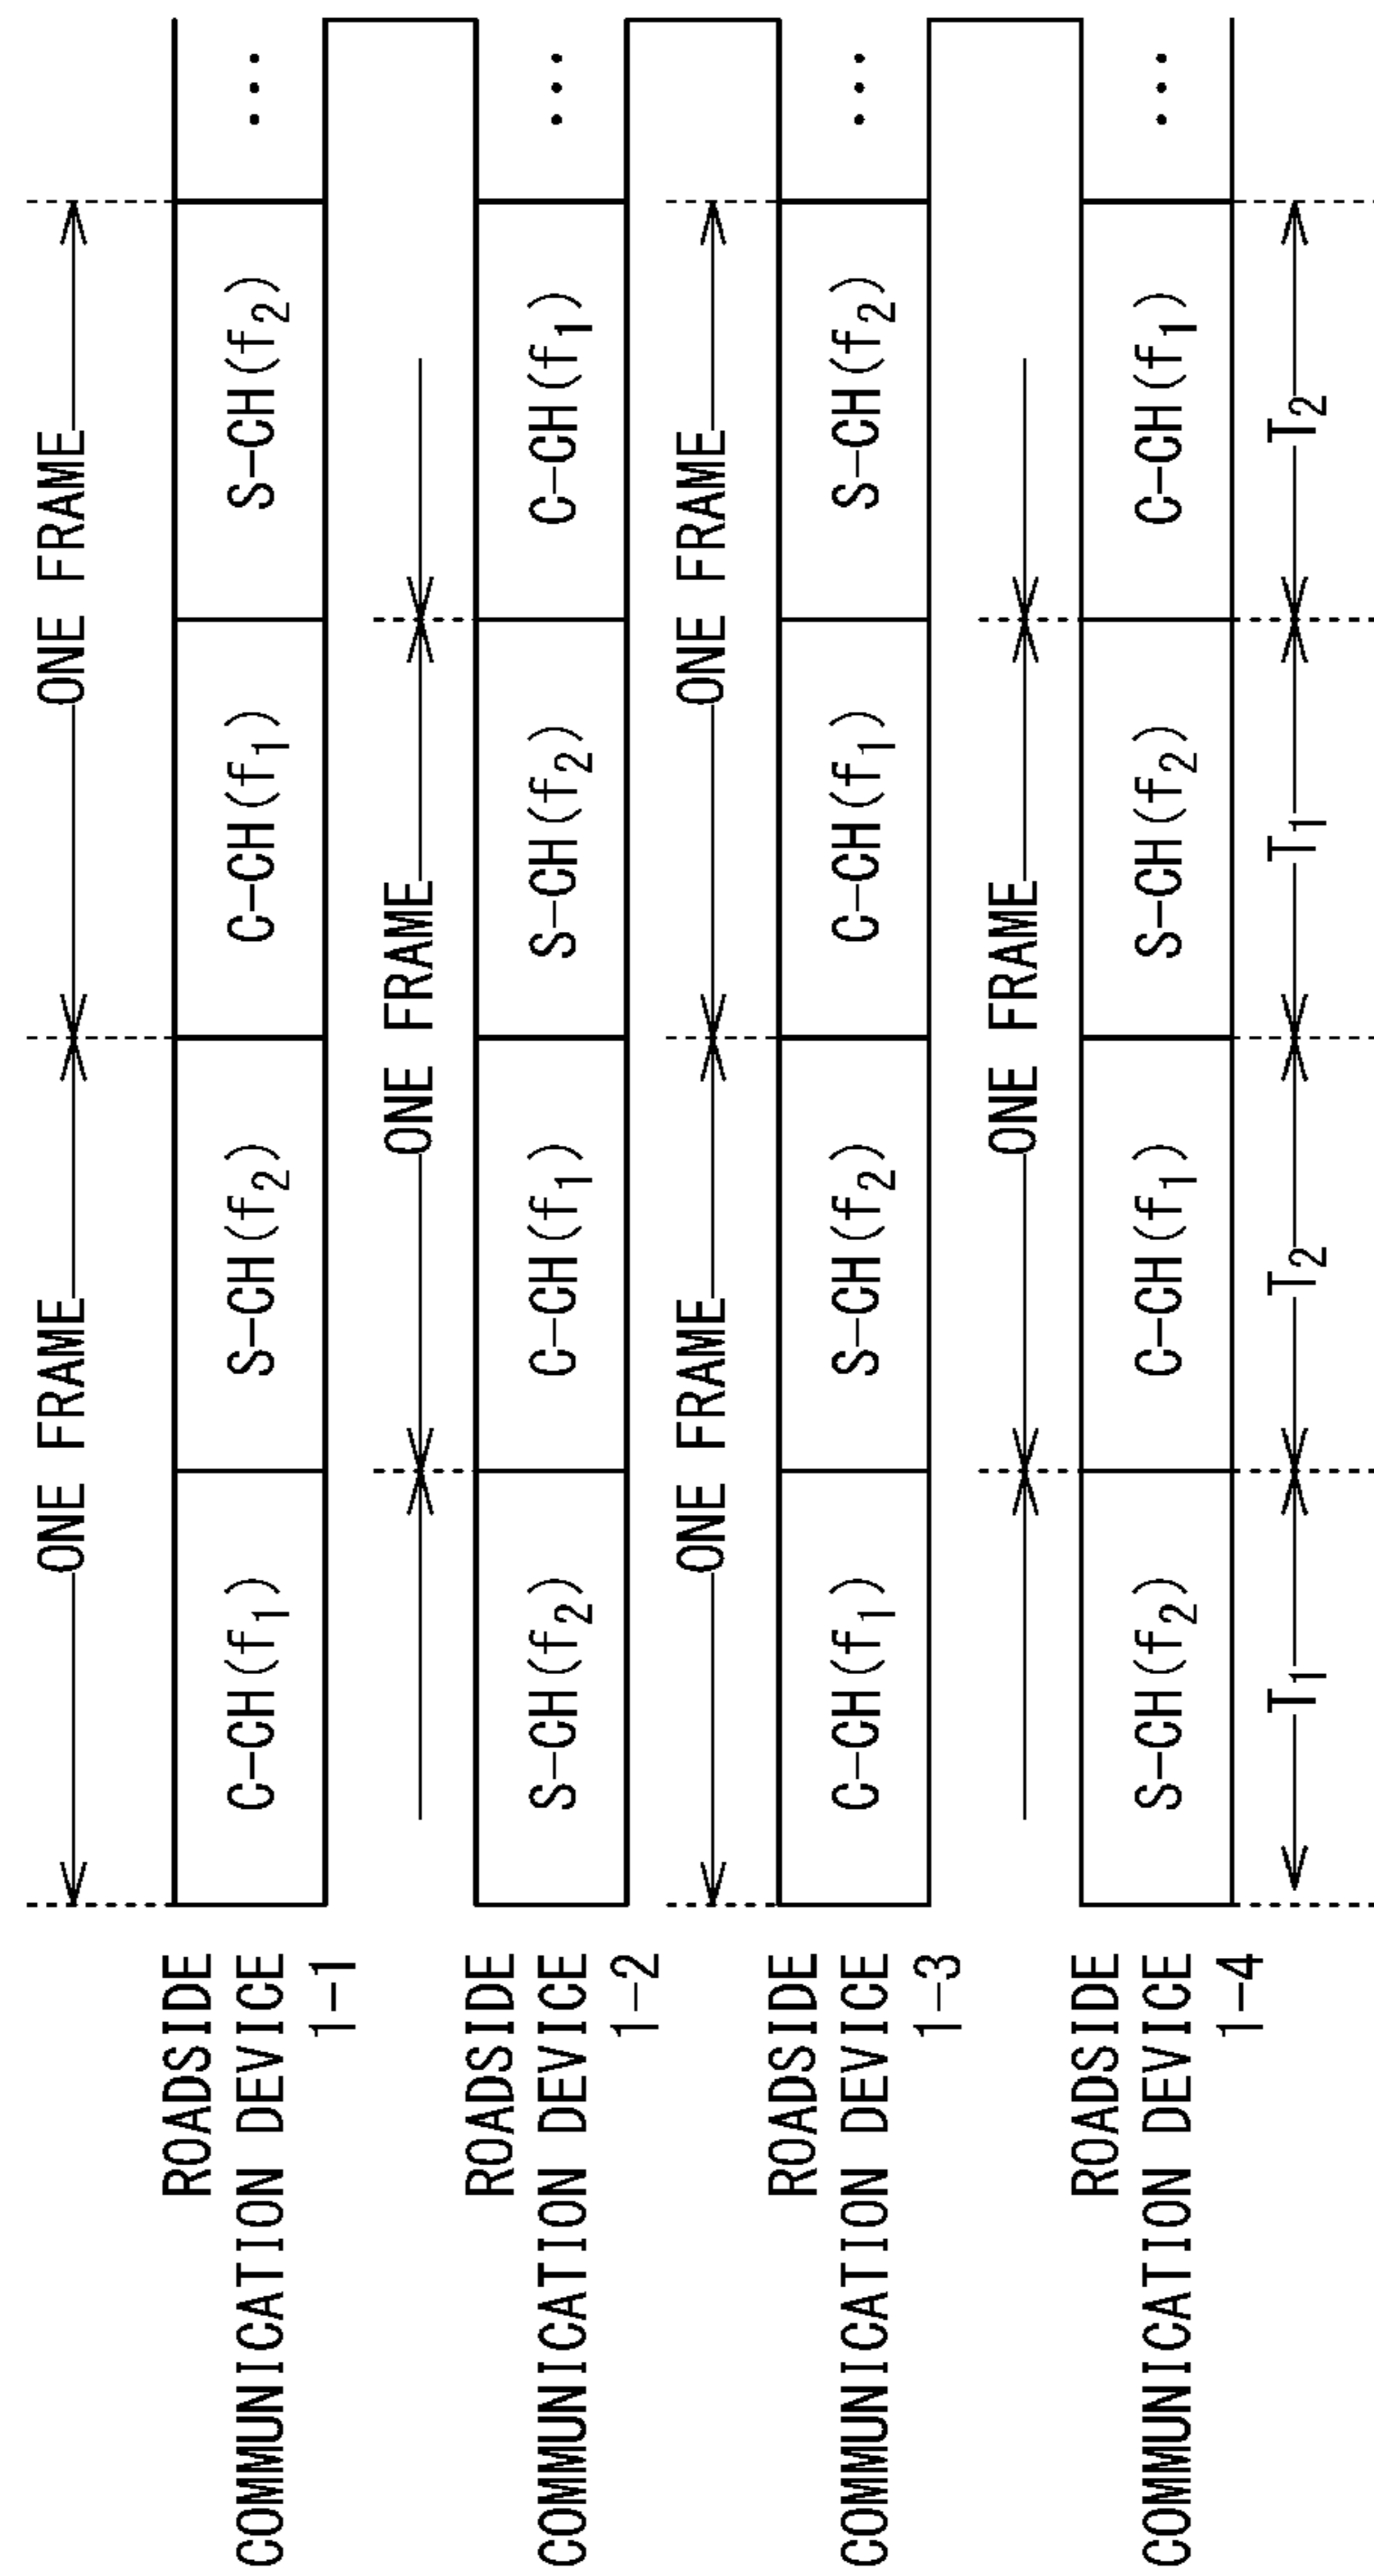 ONE FRAME
ONE FRAME
ROADSIDE
COMMUNICATION DEVICE
1-1
C-CH(f1)
S-CH(f2)
C-CH(f1)
S-CH(f2)
...
ONE FRAME
ROADSIDE
COMMUNICATION DEVICE
1-2
S-CH(f2)
C-CH(f1)
S-CH(f2)
C-CH(f1)
...
ONE FRAME
ONE FRAME
ROADSIDE
COMMUNICATION DEVICE
1-3
C-CH(f1)
S-CH(f2)
C-CH(f1)
S-CH(f2)
...
ONE FRAME
ROADSIDE
COMMUNICATION DEVICE
1-4
S-CH(f2)
C-CH(f1)
S-CH(f2)
C-CH(f1)
...
T1
T2
T1
T2